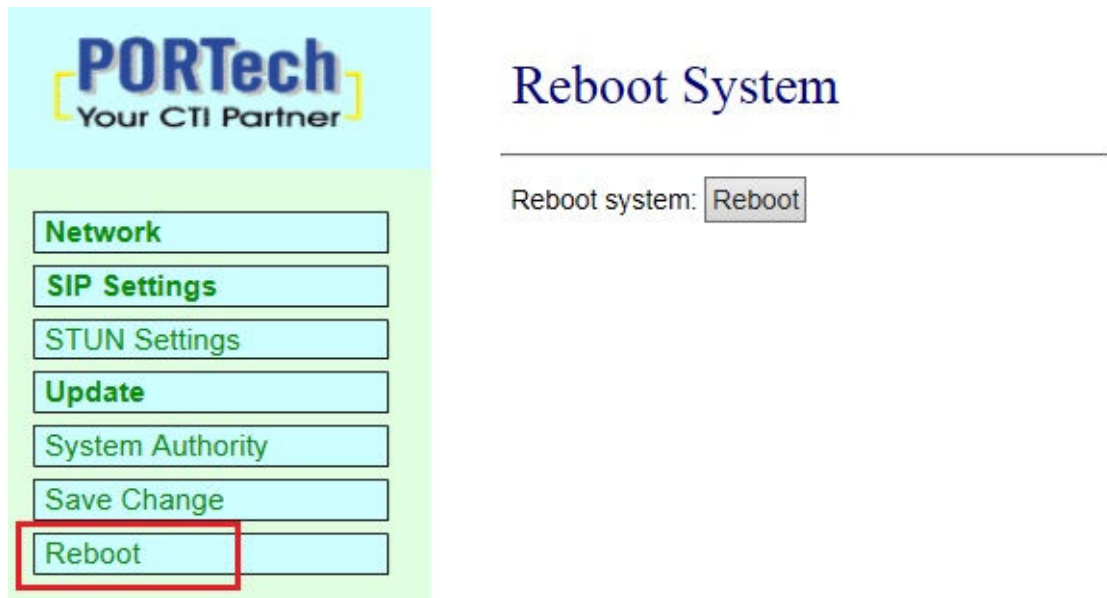 PORTech
Your CTI Partner
Network
SIP Settings
STUN Settings
Update
System Authority
Save Change
Reboot
Reboot System
Reboot system: Reboot